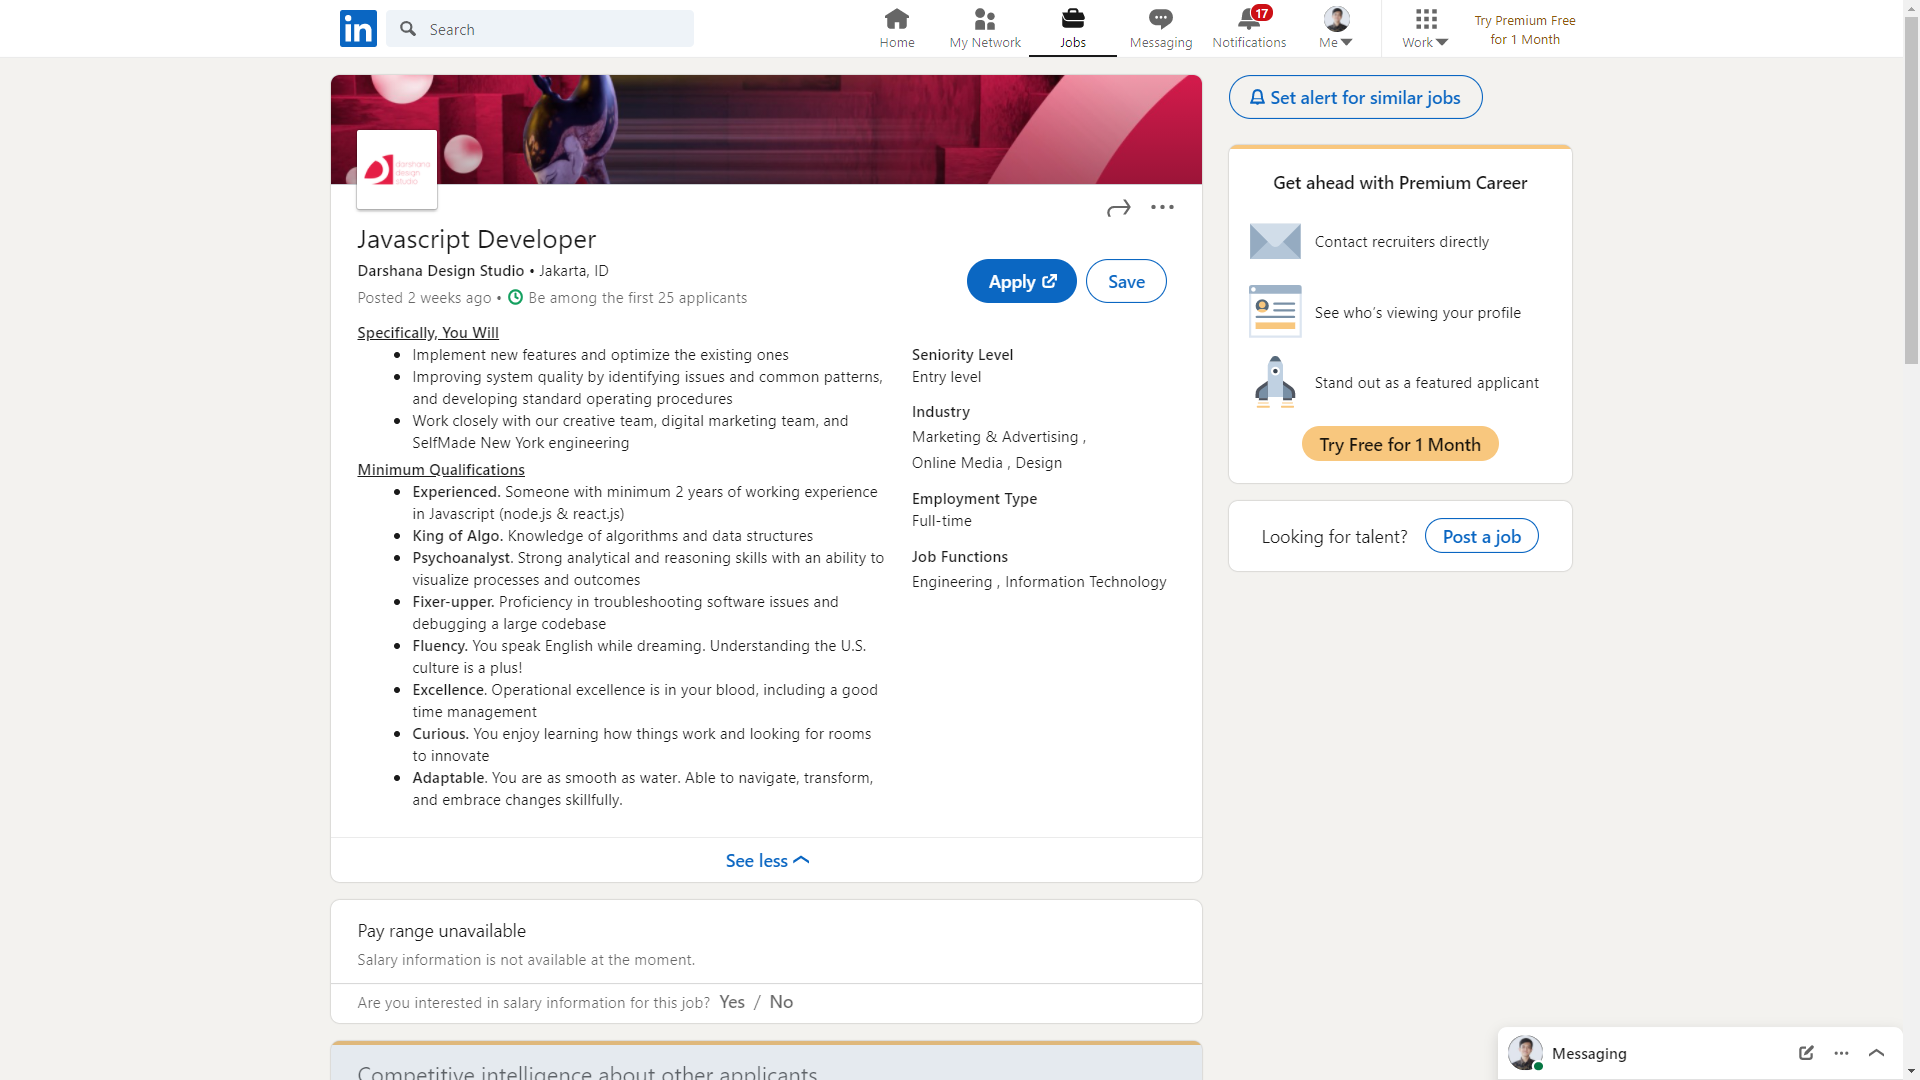 in
Search
Home
My Network
Jobs
Messaging
17
Notifications
Me
Work
Try Premium Free
for 1 Month
darshana
design
studio
Javascript Developer
Darshana Design Studio • Jakarta, ID
Posted 2 weeks ago • Be among the first 25 applicants
Apply
Save
Specifically, You Will
• Implement new features and optimize the existing ones
• Improving system quality by identifying issues and common patterns,
and developing standard operating procedures
• Work closely with our creative team, digital marketing team, and
SelfMade New York engineering
Minimum Qualifications
• Experienced. Someone with minimum 2 years of working experience
in Javascript (node.js & react.js)
• King of Algo. Knowledge of algorithms and data structures
• Psychoanalyst. Strong analytical and reasoning skills with an ability to
visualize processes and outcomes
• Fixer-upper. Proficiency in troubleshooting software issues and
debugging a large codebase
• Fluency. You speak English while dreaming. Understanding the U.S.
culture is a plus!
• Excellence. Operational excellence is in your blood, including a good
time management
• Curious. You enjoy learning how things work and looking for rooms
to innovate
• Adaptable. You are as smooth as water. Able to navigate, transform,
and embrace changes skillfully.
Seniority Level
Entry level
Industry
Marketing & Advertising ,
Online Media , Design
Employment Type
Full-time
Job Functions
Engineering , Information Technology
See less
Pay range unavailable
Salary information is not available at the moment.
Are you interested in salary information for this job? Yes / No
Competitive intelligence about other applicants
Set alert for similar jobs
Get ahead with Premium Career
Contact recruiters directly
See who's viewing your profile
Stand out as a featured applicant
Try Free for 1 Month
Looking for talent?
Post a job
Messaging